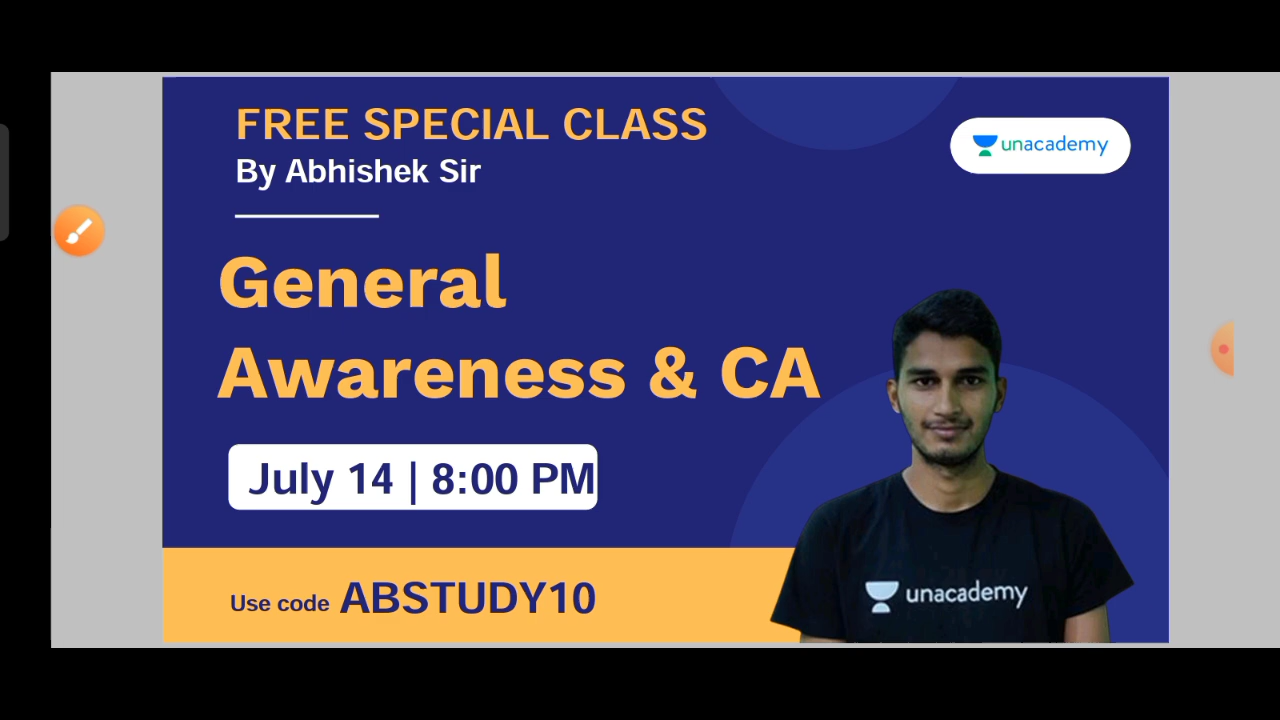 FREE SPECIAL CLASS
By Abhishek Sir
unacademy
General
Awareness & CA
July 14 | 8:00 PM
unacademy
Use code ABSTUDY10